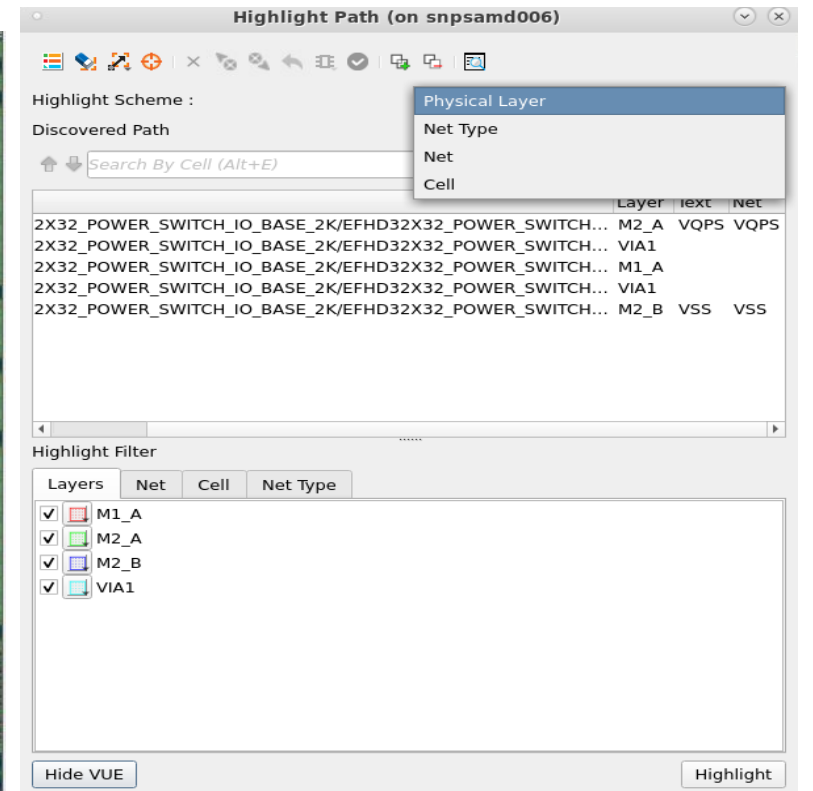 Highlight Path (on snpsamd006)
Highlight Scheme :
Physical Layer
Discovered Path
Net Type
Search By Cell (Alt+E)
Net
Cell
Layer Text Net
2X32_POWER_SWITCH_IO_BASE_2K/EFHD32X32_POWER_SWITCH... M2_A VQPS VQPS
2X32_POWER_SWITCH_IO_BASE_2K/EFHD32X32_POWER_SWITCH... VIA1
2X32_POWER_SWITCH_IO_BASE_2K/EFHD32X32_POWER_SWITCH... M1_A
2X32_POWER_SWITCH_IO_BASE_2K/EFHD32X32_POWER_SWITCH... VIA1
2X32_POWER_SWITCH_IO_BASE_2K/EFHD32X32_POWER_SWITCH... M2_B VSS VSS
Highlight Filter
Layers Net Cell Net Type
M1_A
M2_A
M2_B
VIA1
Hide VUE Highlight